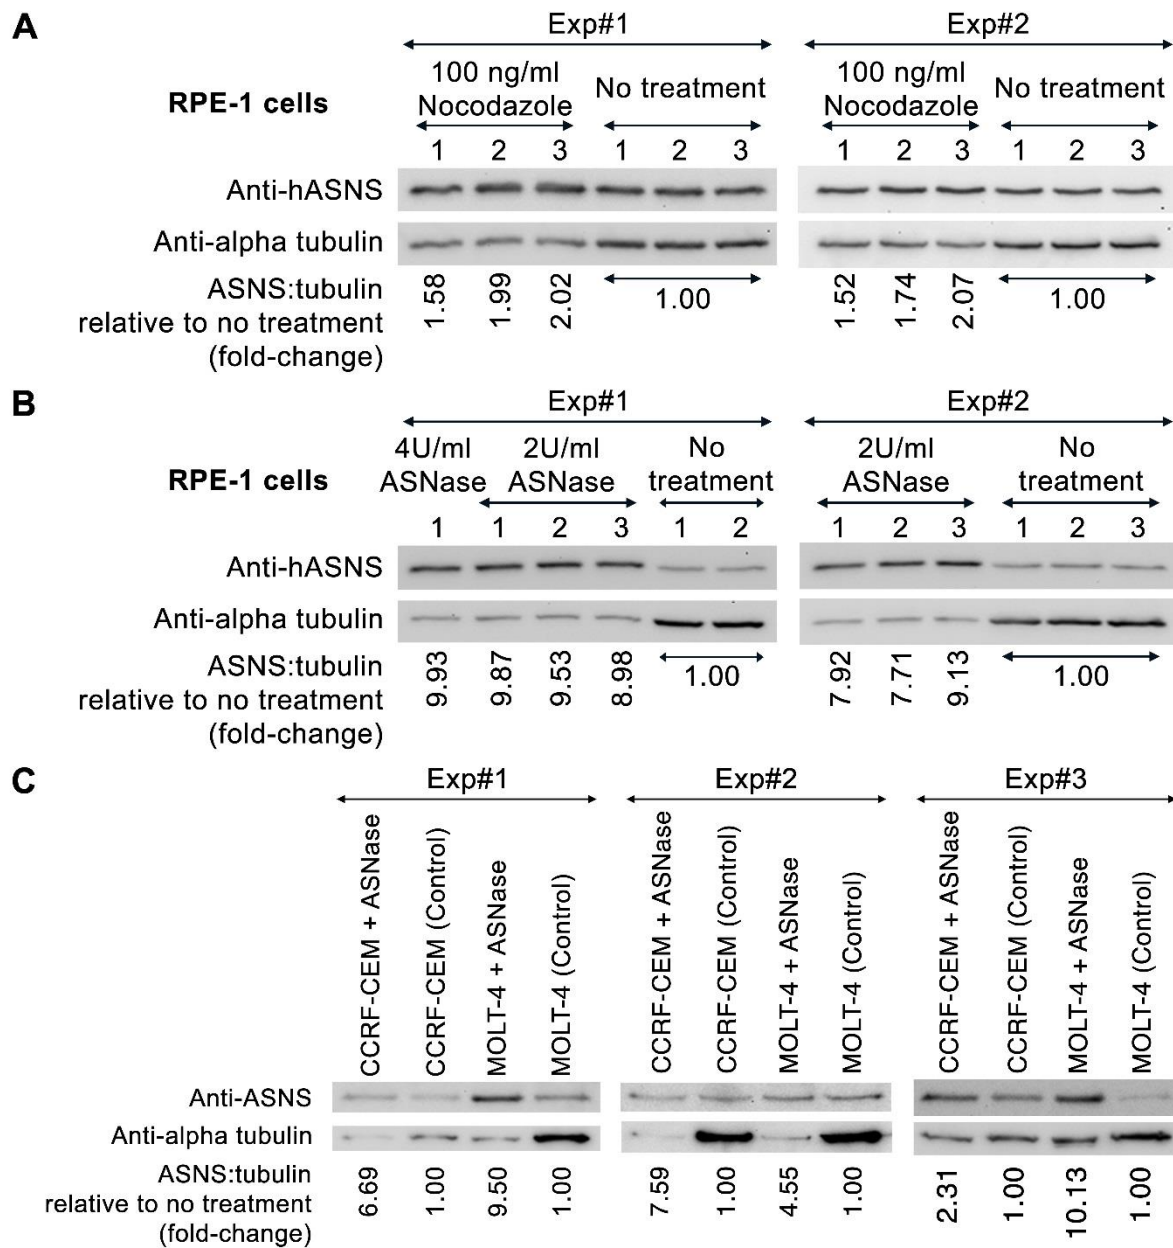 A
Exp#1 Exp#2
100 ng/ml 100 ng/ml
RPE-1 cells Nocodazole No treatment Nocodazole No treatment
1 2 3 1 2 3 1 2 3 1 2 3
Anti-hASNS
Anti-alpha tubulin
ASNS:tubulin
relative to no treatment
(fold-change)
1.58 1.99 2.02 1.00 1.52 1.74 2.07 1.00
B
Exp#1 Exp#2
4U/ml 2U/ml No 2U/ml No
RPE-1 cells ASNase ASNase treatment ASNase treatment
1 1 2 3 1 2 1 2 3 1 2 3
Anti-hASNS
Anti-alpha tubulin
ASNS:tubulin
relative to no treatment
(fold-change)
9.93 9.87 9.53 8.98 1.00 7.92 7.71 9.13 1.00
C
Exp#1 Exp#2 Exp#3
CCRF-CEM + ASNase
CCRF-CEM (Control)
MOLT-4 + ASNase
MOLT-4 (Control)
CCRF-CEM + ASNase
CCRF-CEM (Control)
MOLT-4 + ASNase
MOLT-4 (Control)
CCRF-CEM + ASNase
CCRF-CEM (Control)
MOLT-4 + ASNase
MOLT-4 (Control)
Anti-ASNS
Anti-alpha tubulin
ASNS:tubulin
relative to no treatment
(fold-change)
6.69 1.00 9.50 1.00 7.59 1.00 4.55 1.00 2.31 1.00 10.13 1.00